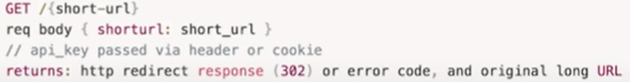 GET /{short-url}
req body { shorturl: short_url }
// api_key passed via header or cookie
returns: http redirect response (302) or error code, and original long URL